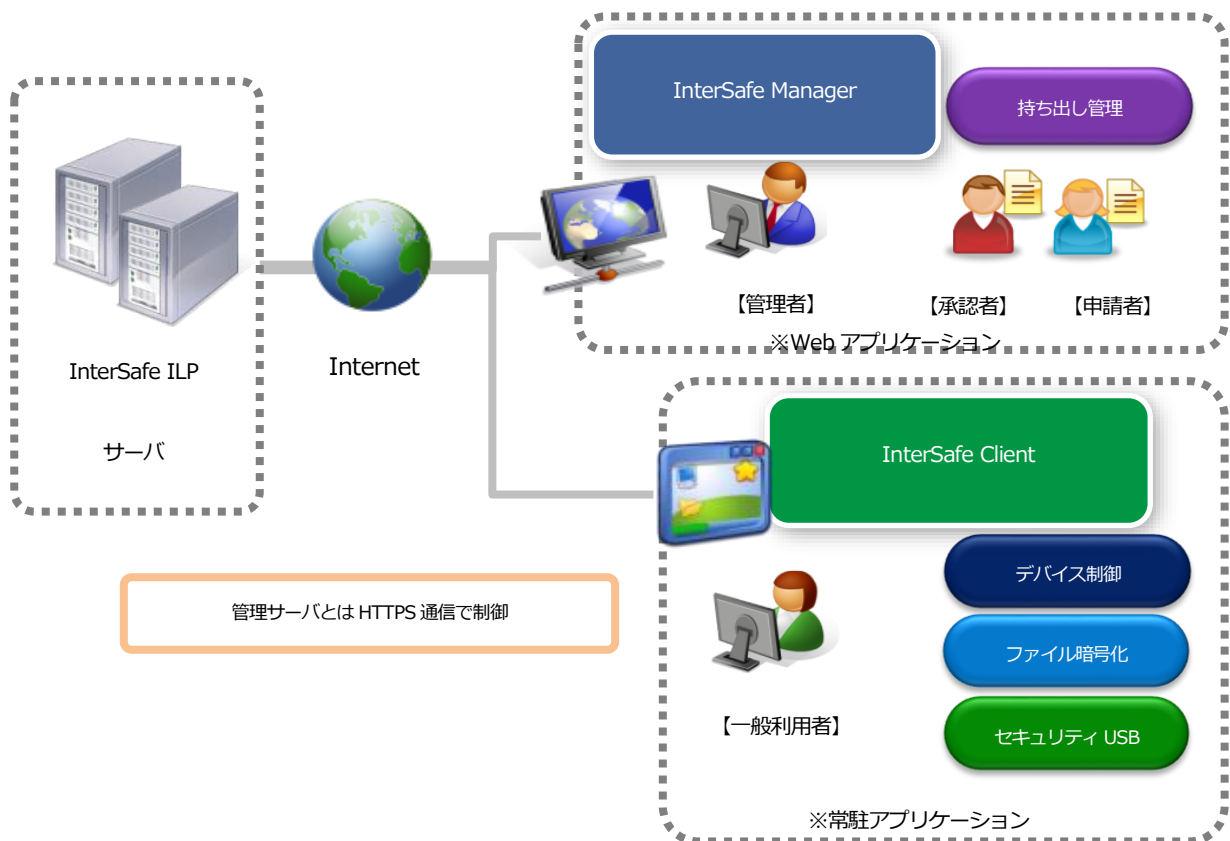 InterSafe Manager
持ち出し管理
【管理者】
【承認者】
【申請者】
※Web アプリケーション
InterSafe ILP
サーバ
Internet
InterSafe Client
デバイス制御
ファイル暗号化
セキュリティ USB
【一般利用者】
※常駐アプリケーション
管理サーバとは HTTPS 通信で制御